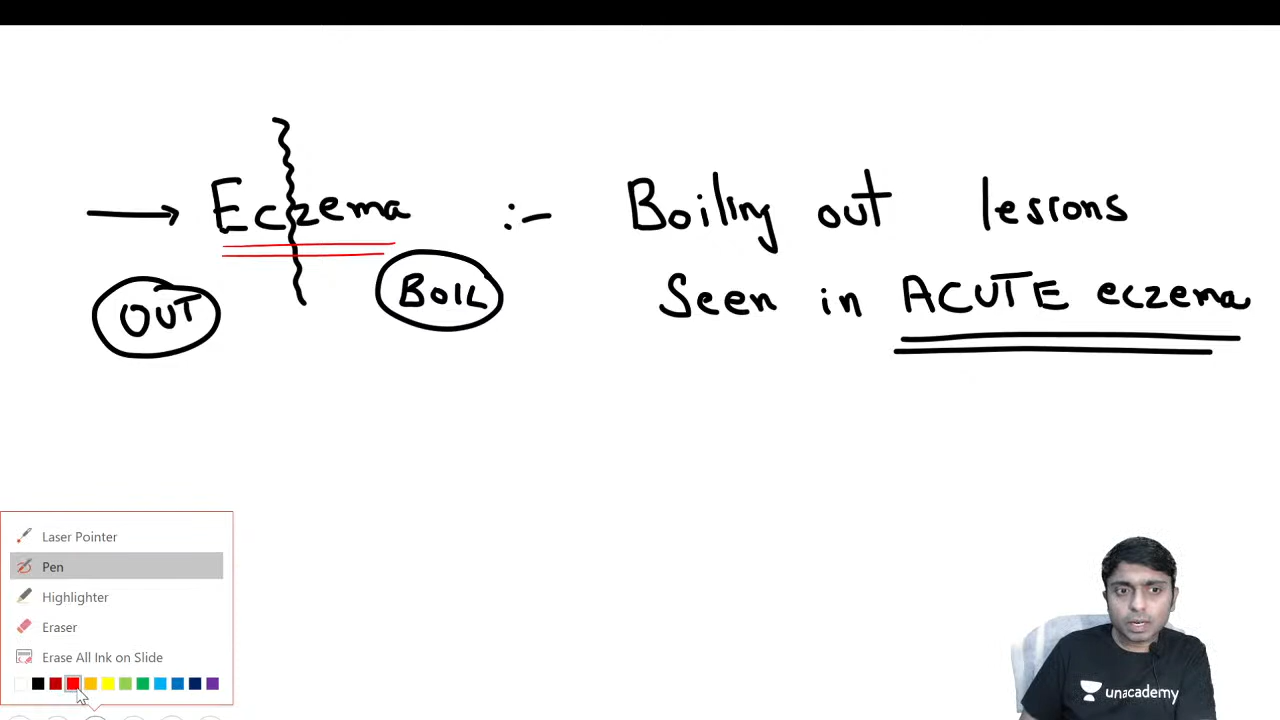 Eczema :- Boiling out lesions
OUT BOIL Seen in ACUTE eczema
Laser Pointer
Pen
Highlighter
Eraser
Erase All Ink on Slide
unacademy